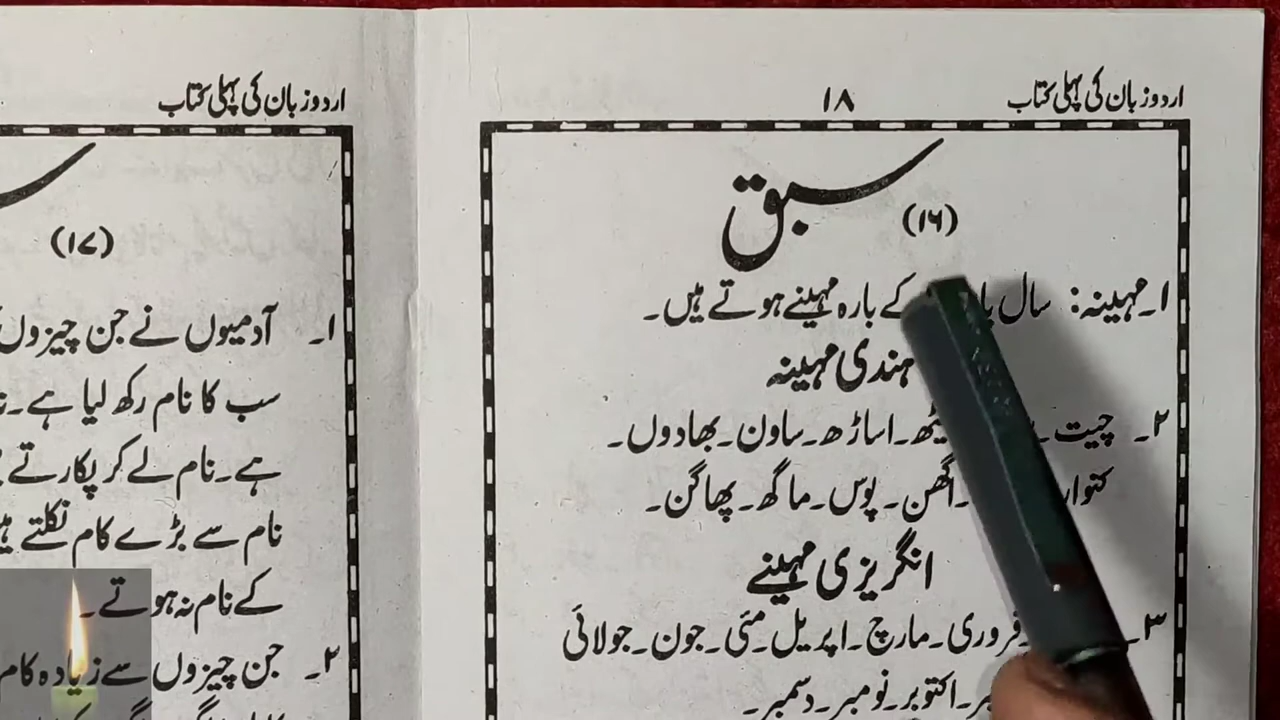 اردو زبان کی پہلی کتاب
۱۸
سبق
(۱۶)
۱۔ مہینہ: سال کے بارہ مہینے ہوتے ہیں۔
ہندی مہینہ
۲۔ چیت۔ اساڑھ۔ ساون۔ بھادوں۔
کنوار ۔ اگھن۔ پوس۔ ماگھ۔ پھاگن۔
انگریزی مہینے
۳۔ فروری۔ مارچ۔ اپریل۔ مئی۔ جون۔ جولائی
اکتوبر۔ نومبر۔ دسمبر۔
اردو زبان کی پہلی کتاب
(۱۷)
۱۔ آدمیوں نے جن چیزوں
سب کا نام رکھ لیا ہے۔
ہے۔ نام لے کر پکارتے
نام سے بڑے کام نکلتے
کے نام نہ ہوتے۔
۲۔ جن چیزوں سے زیادہ کام